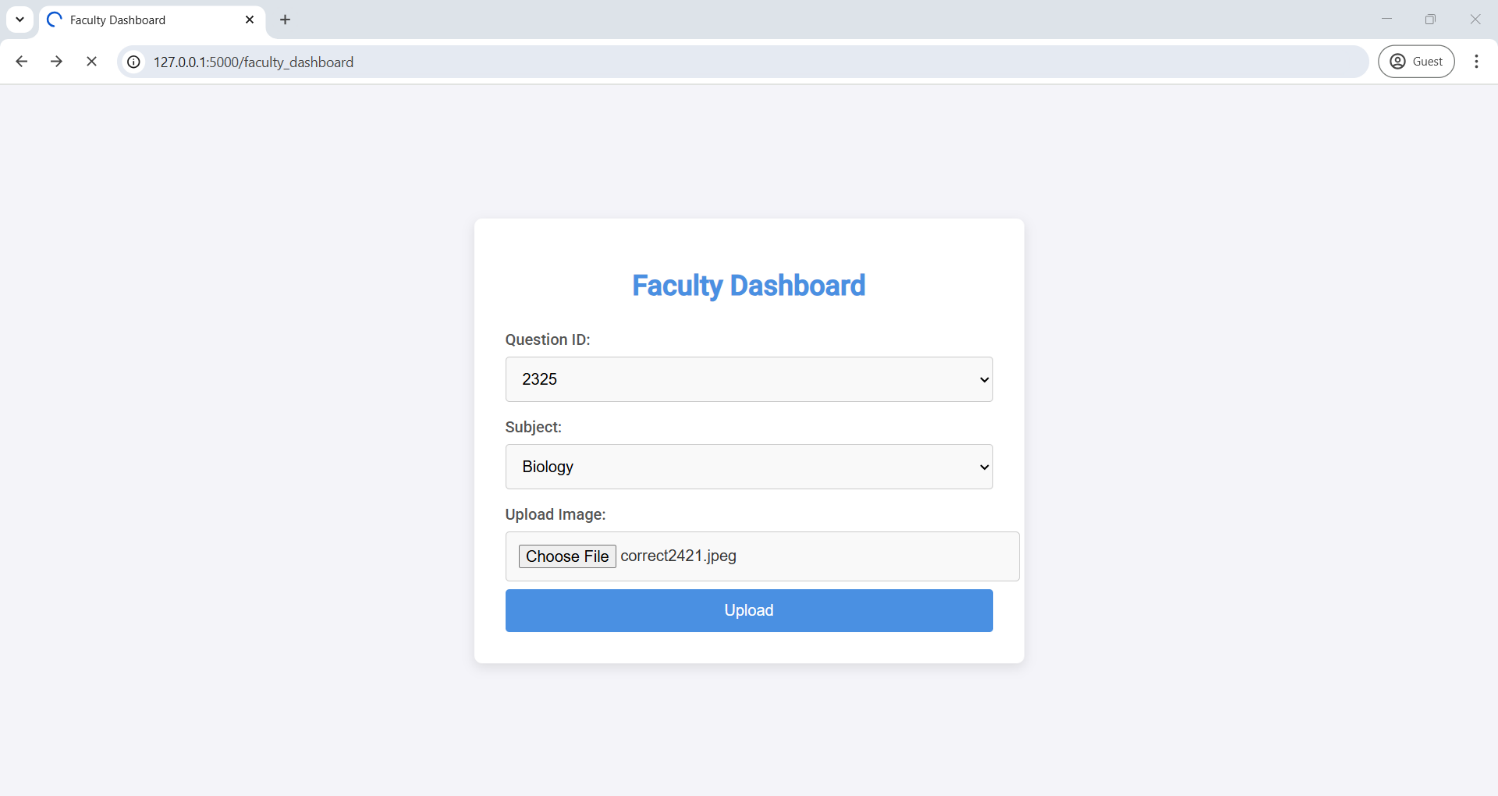 Faculty Dashboard
127.0.0.1:5000/faculty_dashboard
Guest
Faculty Dashboard
Question ID:
2325
Subject:
Biology
Upload Image:
Choose File correct2421.jpeg
Upload